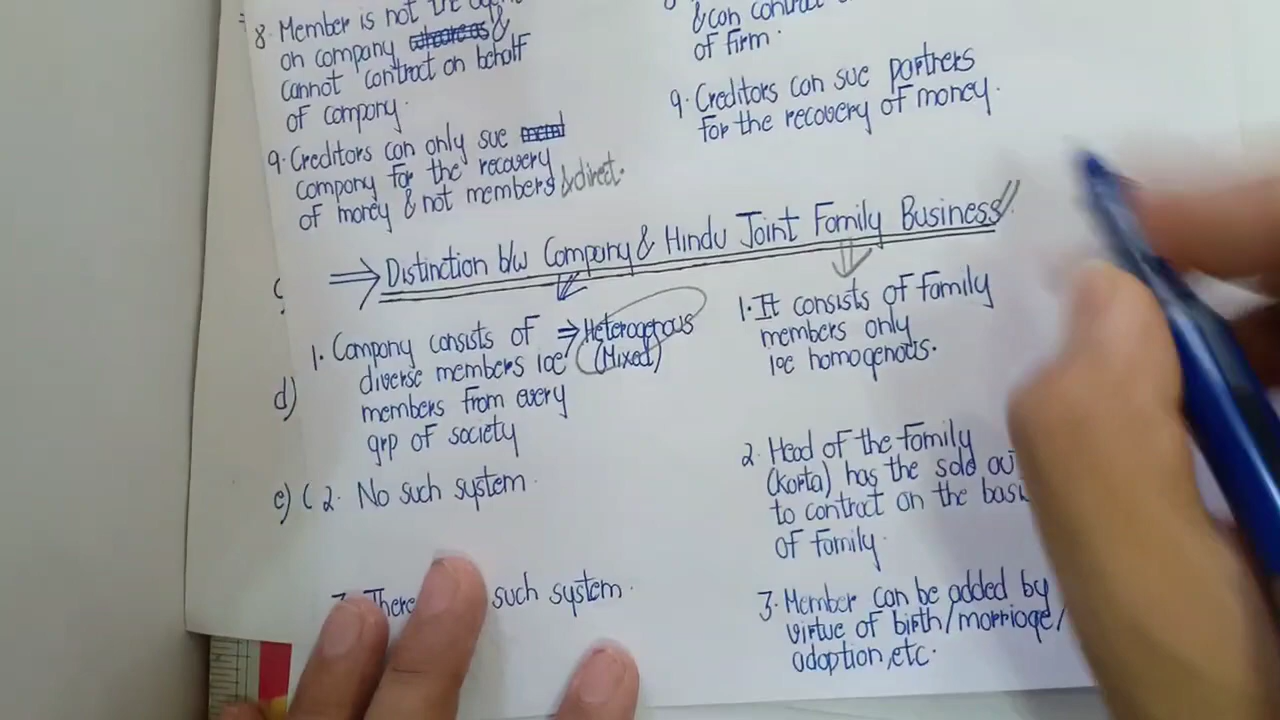 8. Member is not the
on company &
cannot contract on behalf
of company.
9. Creditors can only sue
company for the recovery
of money & not members & direct.
& can contract
of firm.
9. Creditors can sue partners
for the recovery of money.
⇒ Distinction b/w Company & Hindu Joint Family Business
1. Company consists of ⇒ Heterogenous
diverse members ie (Mixed)
members from every
grp of society
2. No such system.
There such system.
1. It consists of family
members only
ie homogenous.
2. Head of the family
(Karta) has the sold
to contract on the
of family.
3. Member can be added by
virtue of birth/marriage/
adoption, etc.
d)
e) (